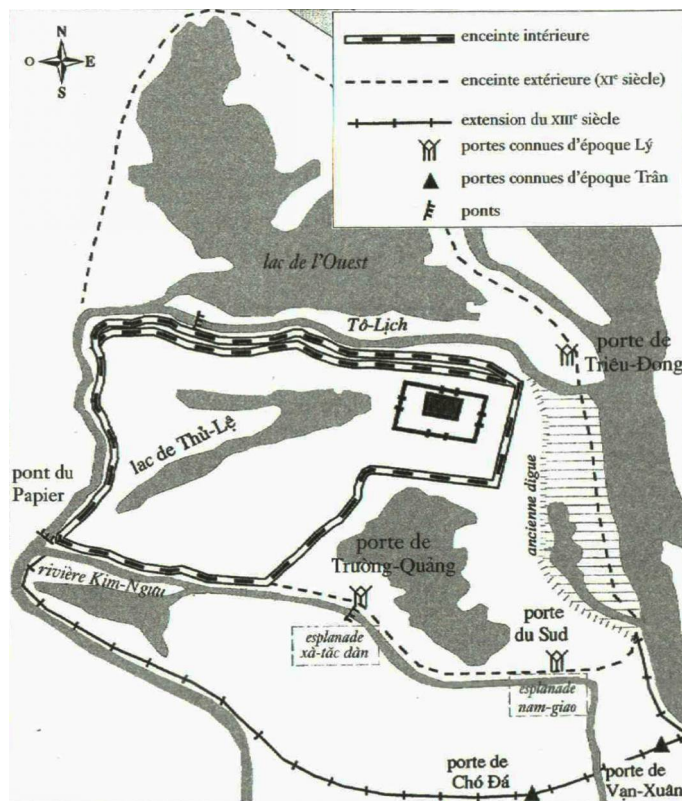 N
O E
S
enceinte intérieure
enceinte extérieure (XIe siècle)
extension du XIIIe siècle
portes connues d'époque Lý
portes connues d'époque Trân
ponts
lac de l'Ouest
Tô-Lịch
porte de
Triêu-Đong
lac de Thủ-Lệ
pont du
Papier
ancienne digue
porte de
Trường-Quảng
rivière Kim-Ngưu
porte
du Sud
esplanade
xã-tắc dàn
esplanade
nam-giao
porte de
Chó Đá
porte de
Vạn-Xuân